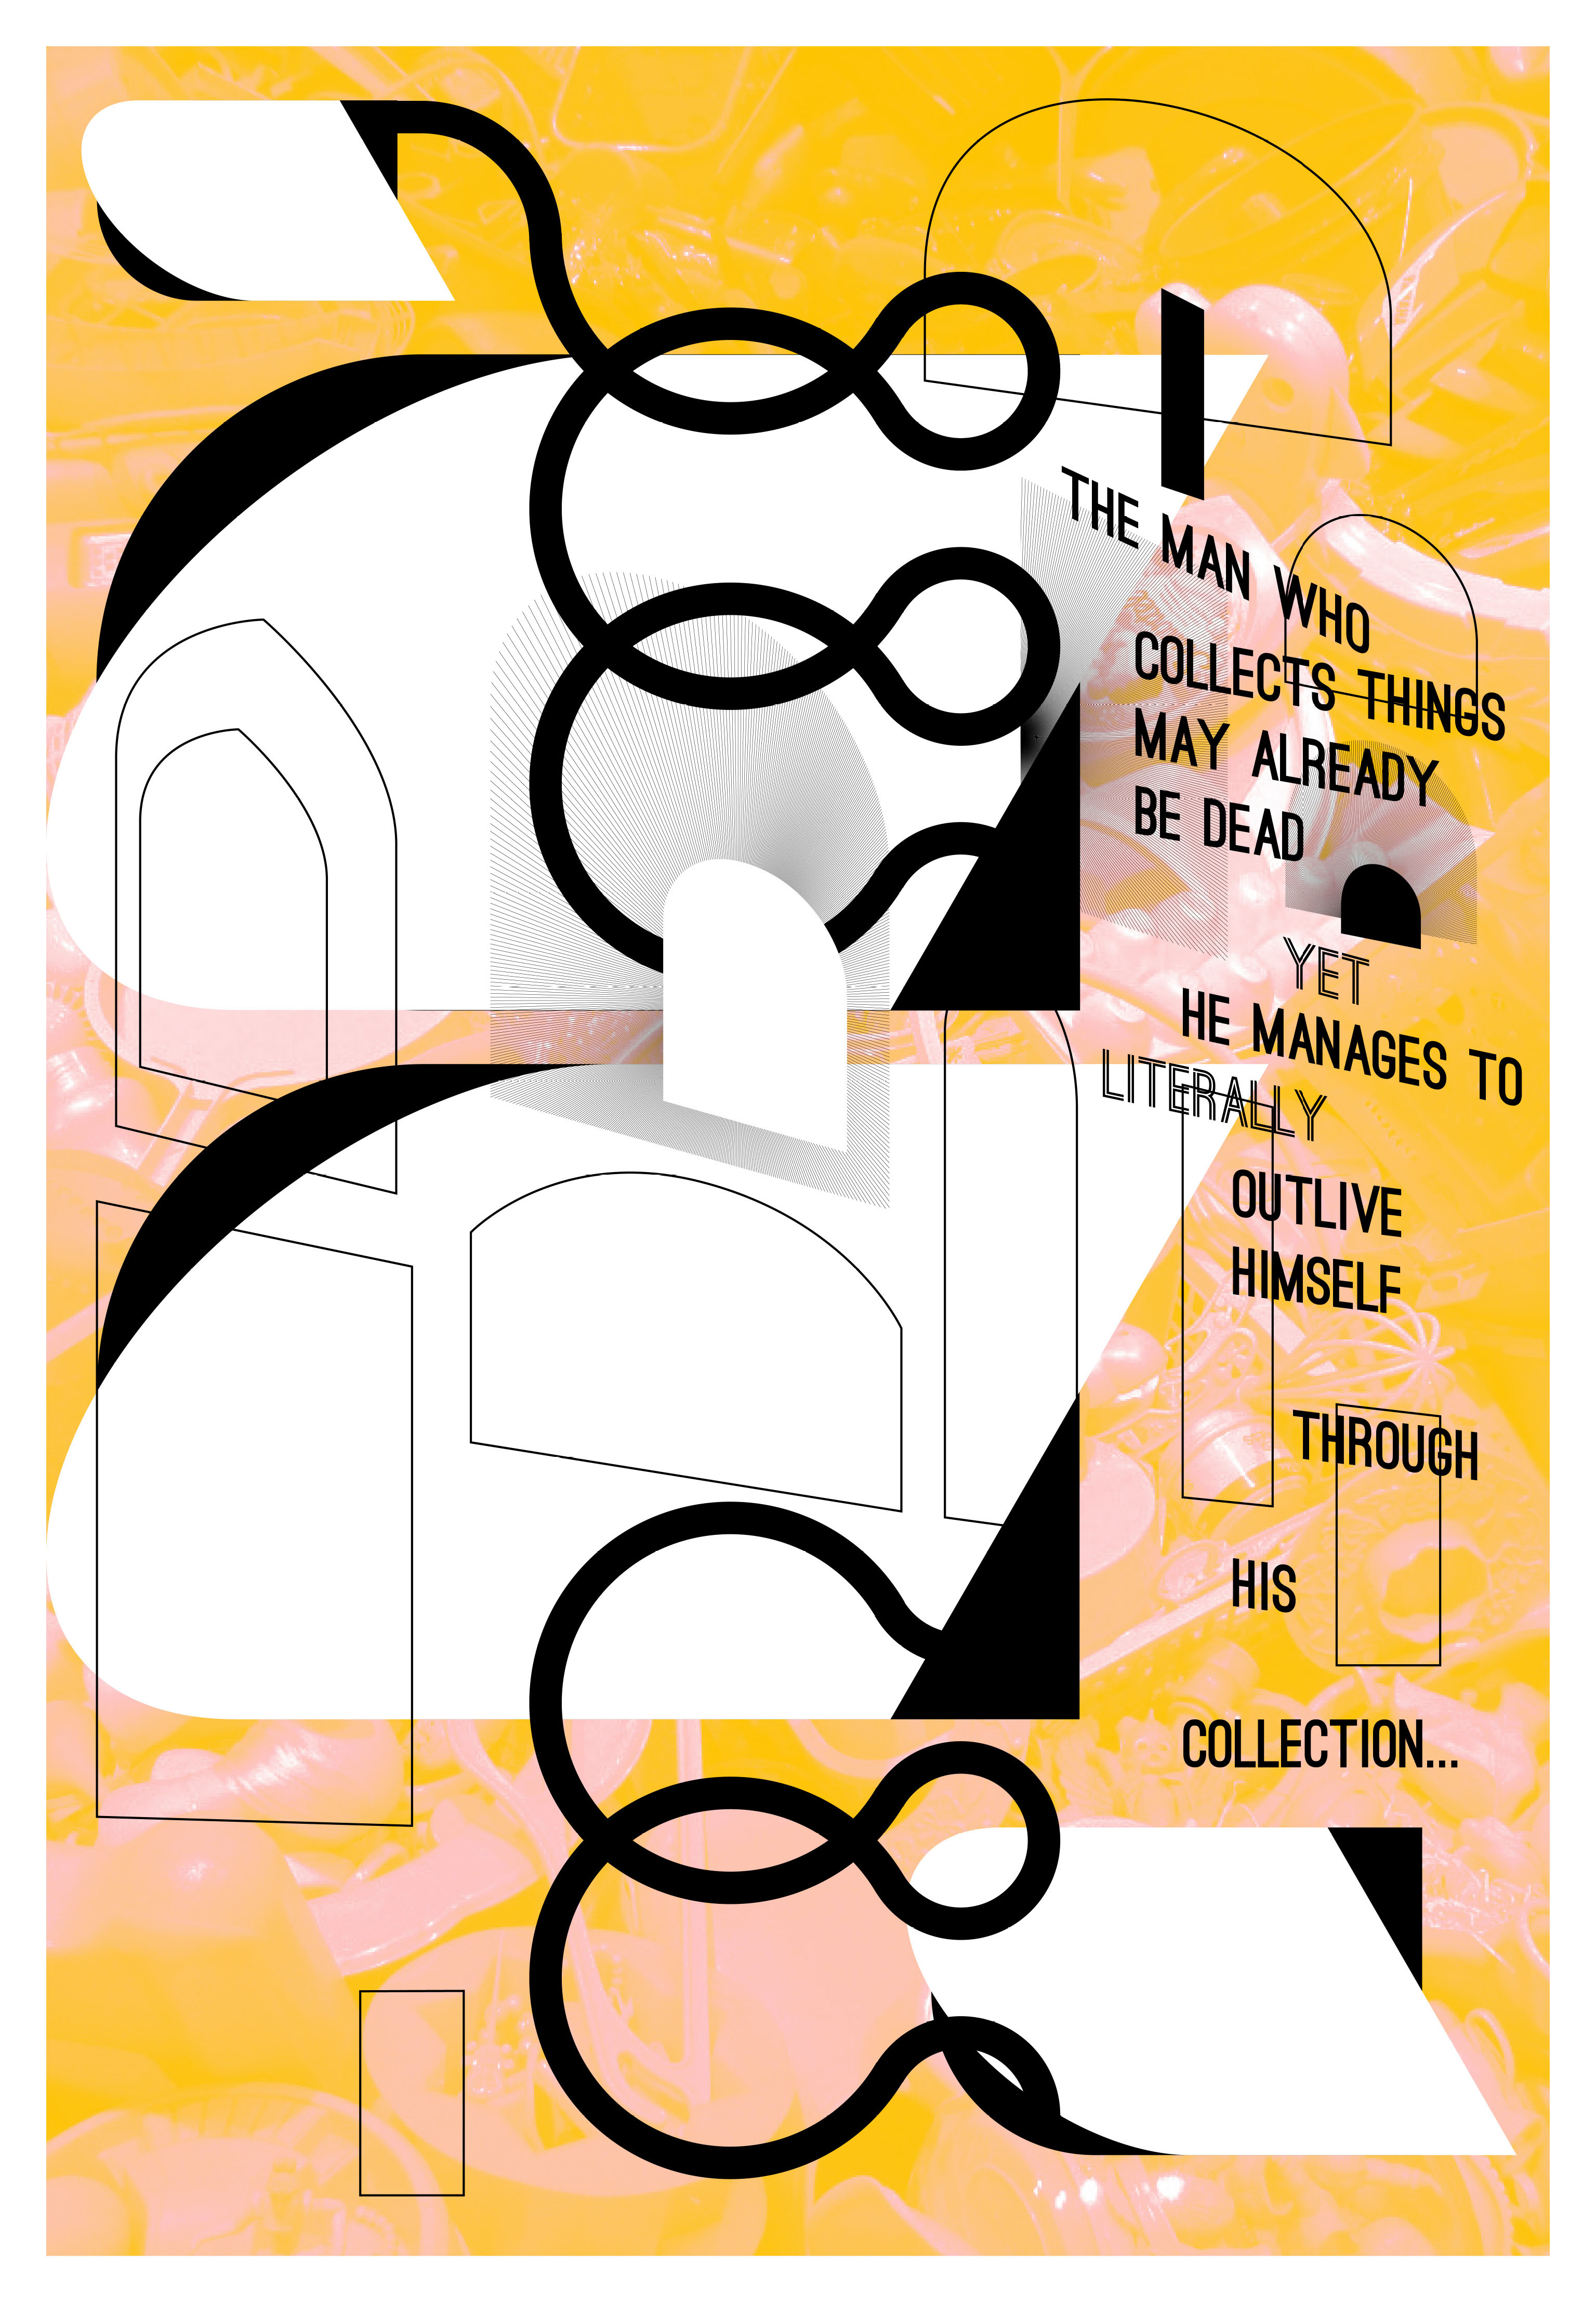 THE MAN WHO
COLLECTS THINGS
MAY ALREADY
BE DEAD
YET
HE MANAGES TO
LITERALLY
OUTLIVE
HIMSELF
THROUGH
HIS
COLLECTION...